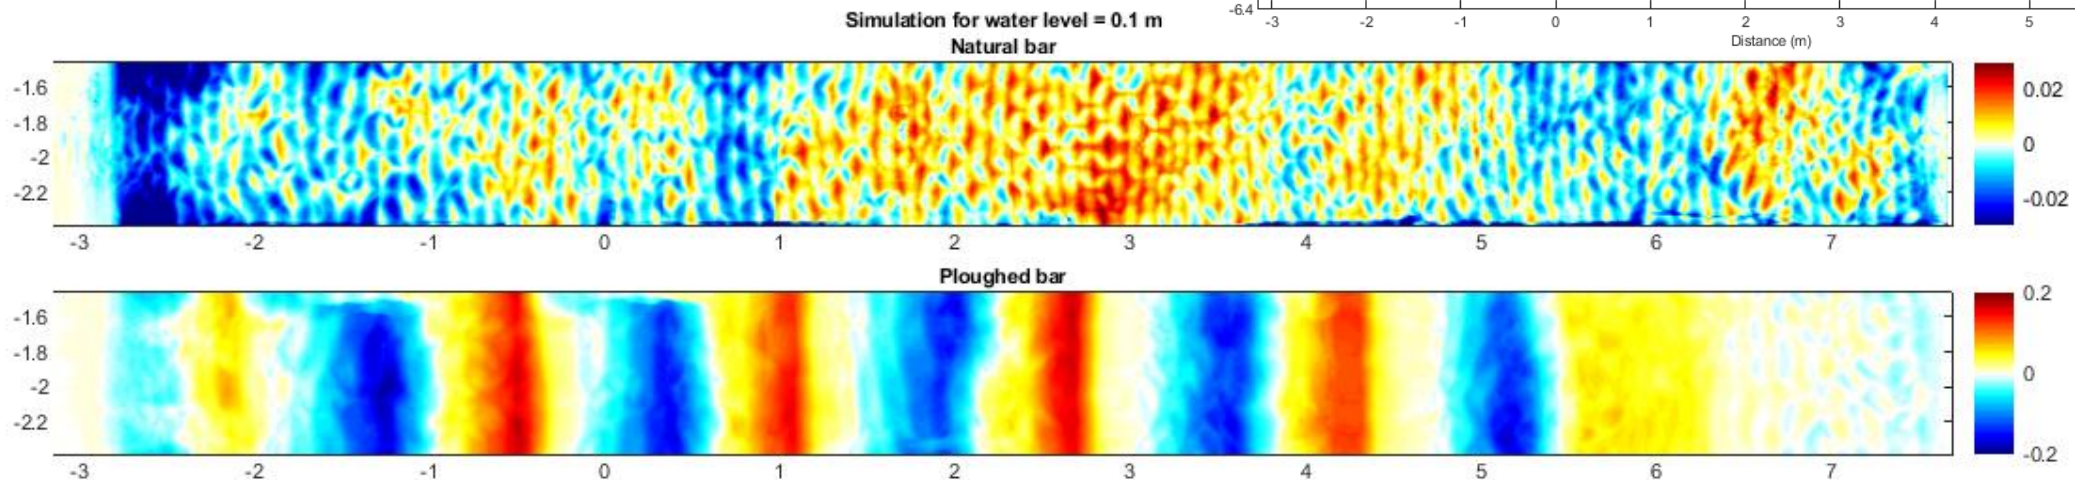 -6.4
-3 -2 -1 0 1 2 3 4 5
Distance (m)
Simulation for water level = 0.1 m
Natural bar
-1.6
-1.8
-2
-2.2
-3 -2 -1 0 1 2 3 4 5 6 7
0.02
0
-0.02
Ploughed bar
-1.6
-1.8
-2
-2.2
-3 -2 -1 0 1 2 3 4 5 6 7
0.2
0
-0.2